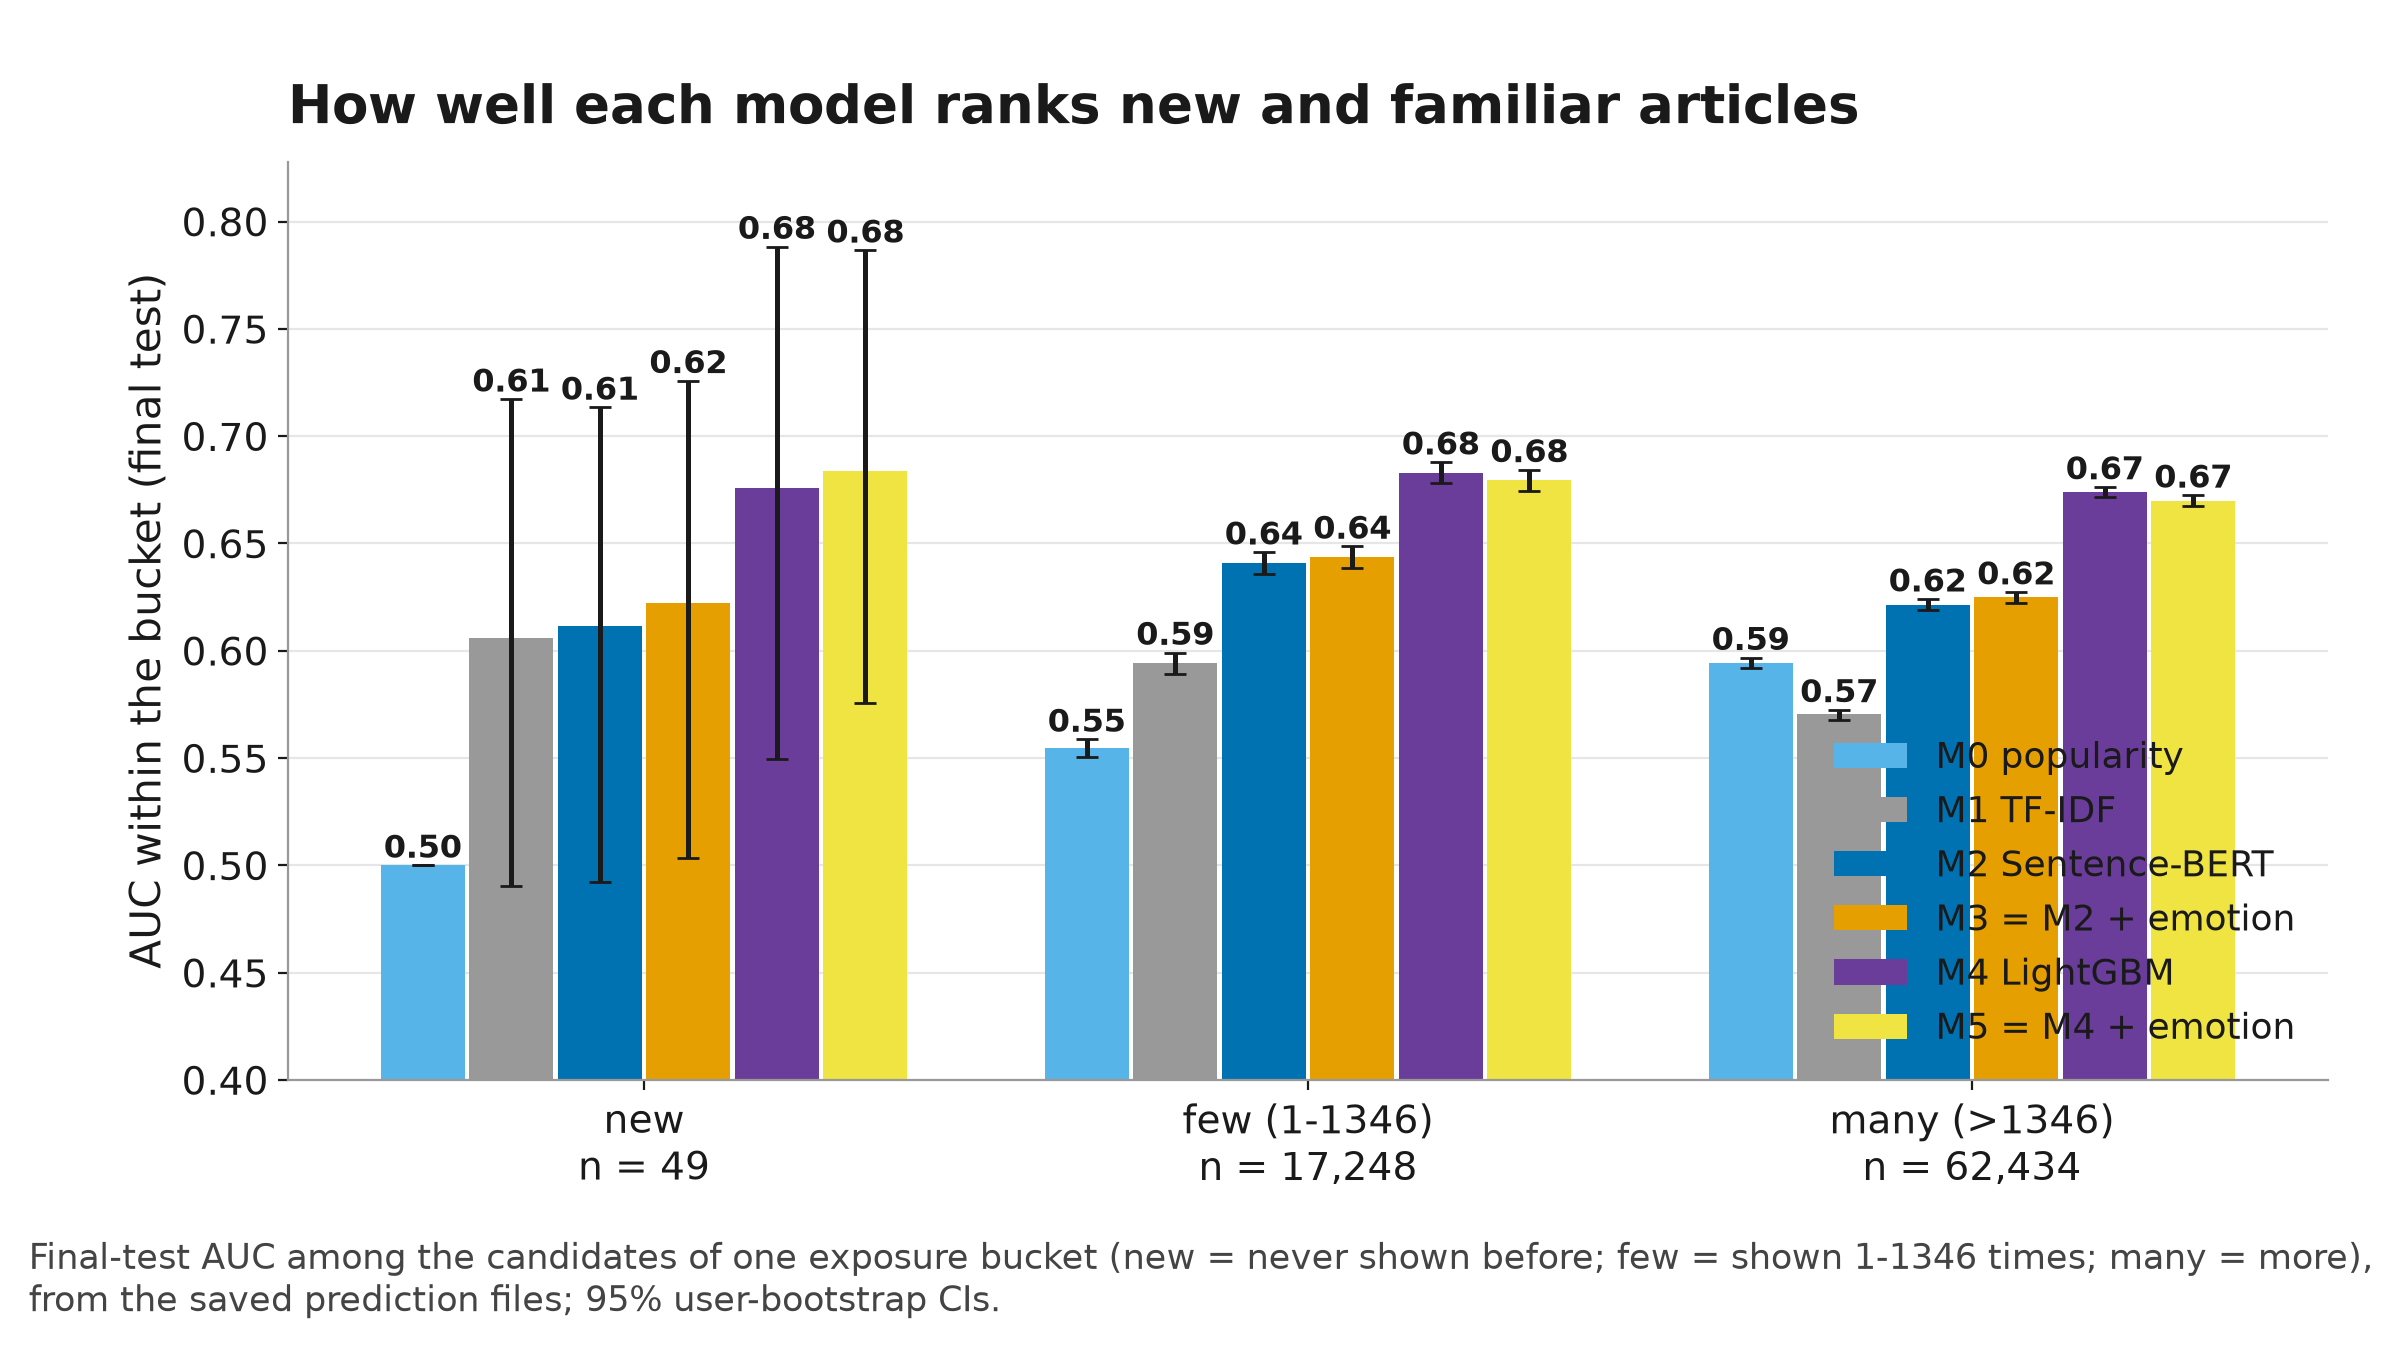 How well each model ranks new and familiar articles
AUC within the bucket (final test)
0.80
0.75
0.70
0.65
0.60
0.55
0.50
0.45
0.40
0.50
0.61
0.61
0.62
0.68
0.68
0.55
0.59
0.64
0.64
0.68
0.68
0.59
0.57
0.62
0.62
0.67
0.67
M0 popularity
M1 TF-IDF
M2 Sentence-BERT
M3 = M2 + emotion
M4 LightGBM
M5 = M4 + emotion
new
n = 49
few (1-1346)
n = 17,248
many (>1346)
n = 62,434
Final-test AUC among the candidates of one exposure bucket (new = never shown before; few = shown 1-1346 times; many = more),
from the saved prediction files; 95% user-bootstrap CIs.